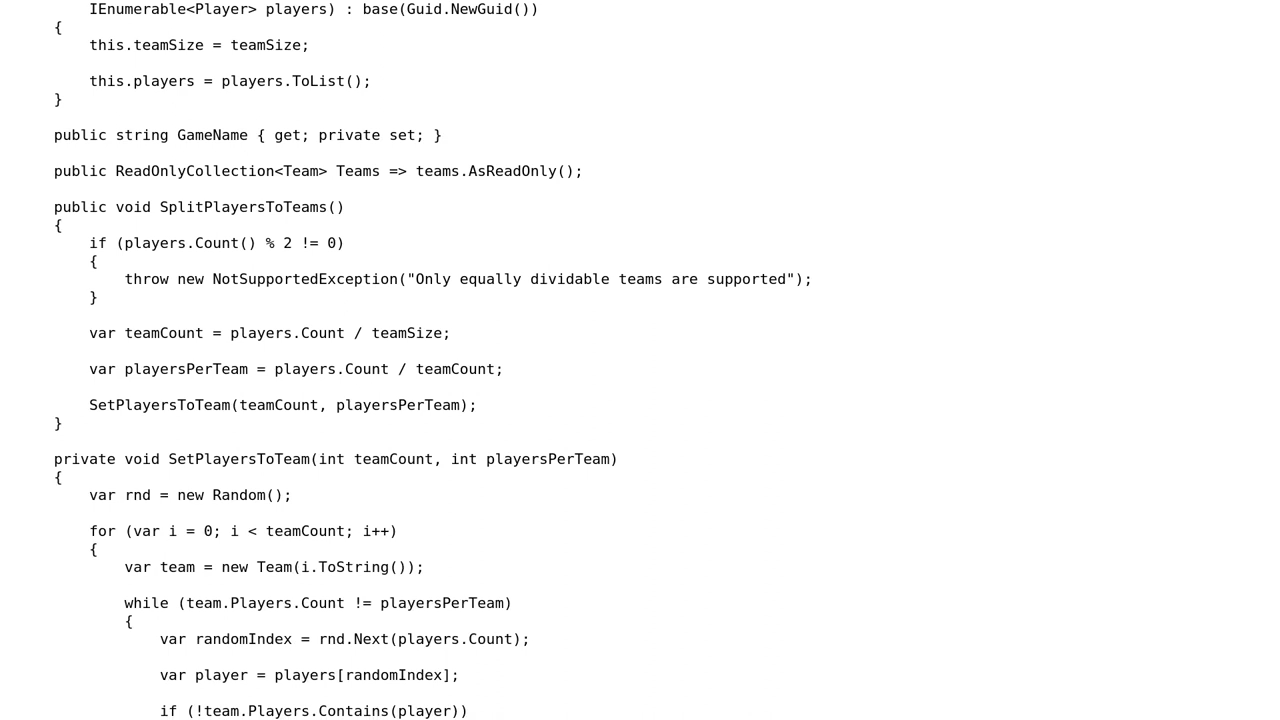 IEnumerable<Player> players) : base(Guid.NewGuid())
{
this.teamSize = teamSize;
this.players = players.ToList();
}
public string GameName { get; private set; }
public ReadOnlyCollection<Team> Teams => teams.AsReadOnly();
public void SplitPlayersToTeams()
{
if (players.Count() % 2 != 0)
{
throw new NotSupportedException("Only equally dividable teams are supported");
}
var teamCount = players.Count / teamSize;
var playersPerTeam = players.Count / teamCount;
SetPlayersToTeam(teamCount, playersPerTeam);
}
private void SetPlayersToTeam(int teamCount, int playersPerTeam)
{
var rnd = new Random();
for (var i = 0; i < teamCount; i++)
{
var team = new Team(i.ToString());
while (team.Players.Count != playersPerTeam)
{
var randomIndex = rnd.Next(players.Count);
var player = players[randomIndex];
if (!team.Players.Contains(player))